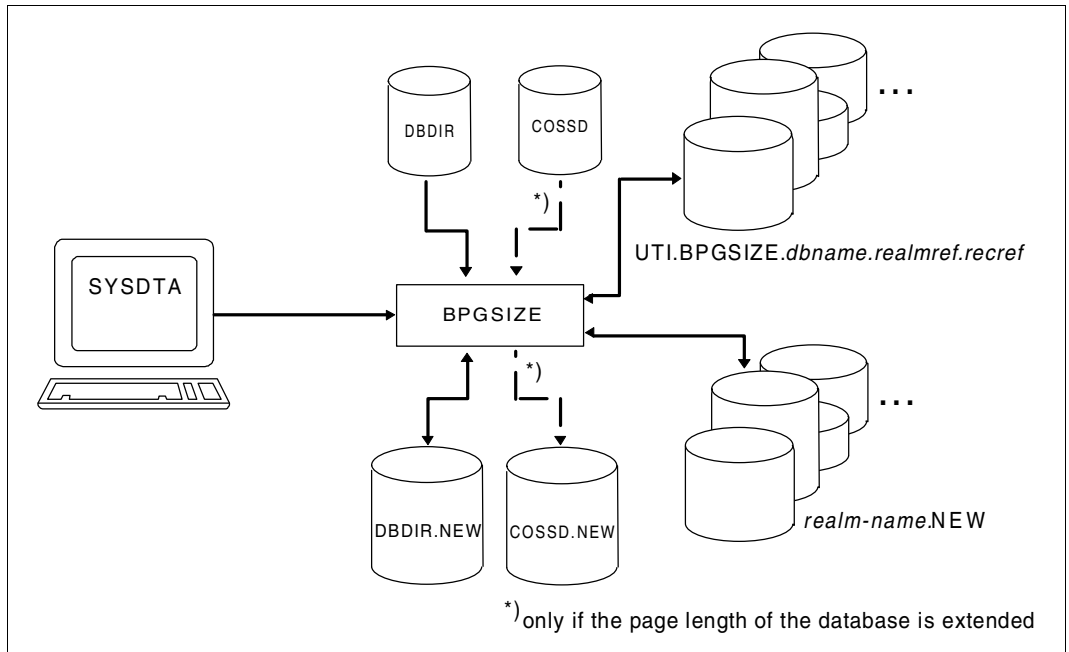 DBDIR
COSSD
...
*)
UTI.BPGSIZE.dbname.realmref.recref
SYSDTA
BPGSIZE
*)
...
DBDIR.NEW
COSSD.NEW
realm-name.NEW
*)only if the page length of the database is extended